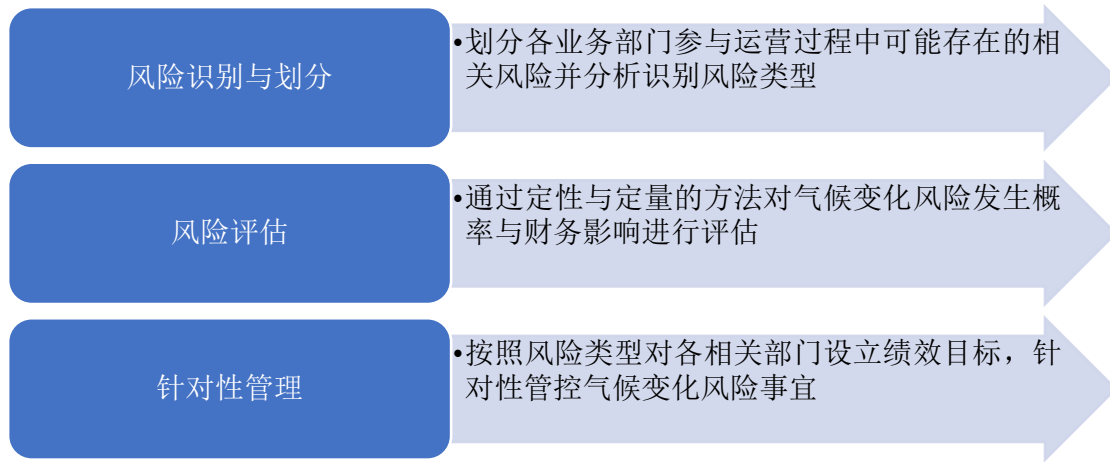 风险识别与划分
•划分各业务部门参与运营过程中可能存在的相
关风险并分析识别风险类型
风险评估
•通过定性与定量的方法对气候变化风险发生概
率与财务影响进行评估
针对性管理
•按照风险类型对各相关部门设立绩效目标，针
对性管控气候变化风险事宜